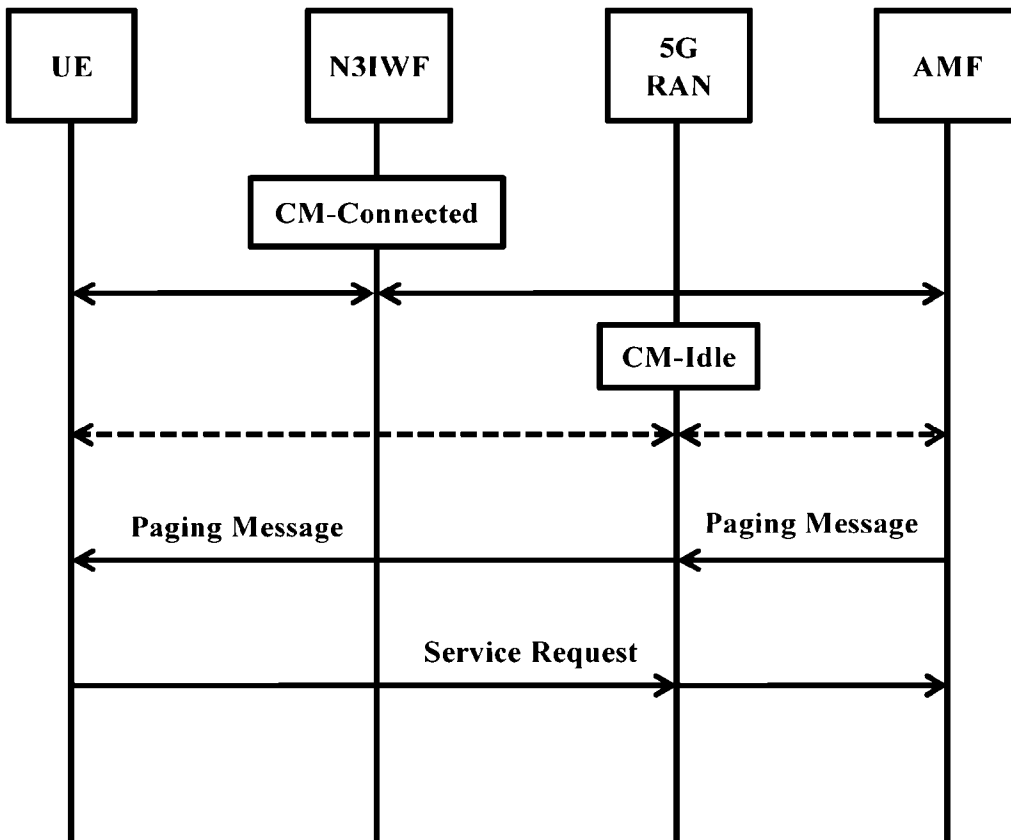 UE
N3IWF
5G
RAN
AMF
CM-Connected
CM-Idle
Paging Message
Paging Message
Service Request